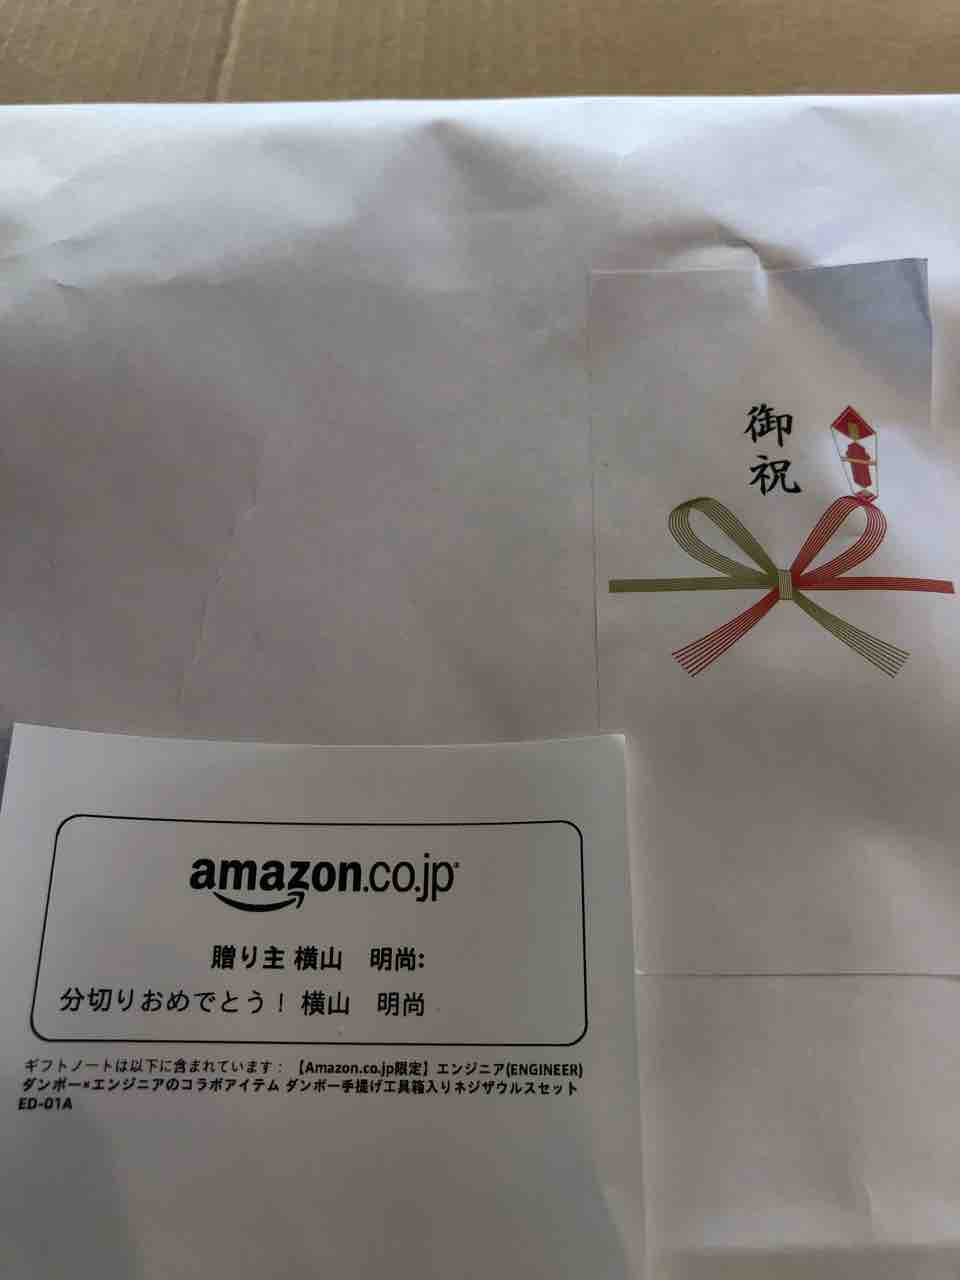 御祝
amazon.co.jp
贈り主 横山　明尚:
分切りおめでとう！ 横山　明尚
ギフトノートは以下に含まれています： 【Amazon.co.jp限定】エンジニア(ENGINEER)
ダンボー×エンジニアのコラボアイテム ダンボー手提げ工具箱入りネジザウルスセット
ED-01A